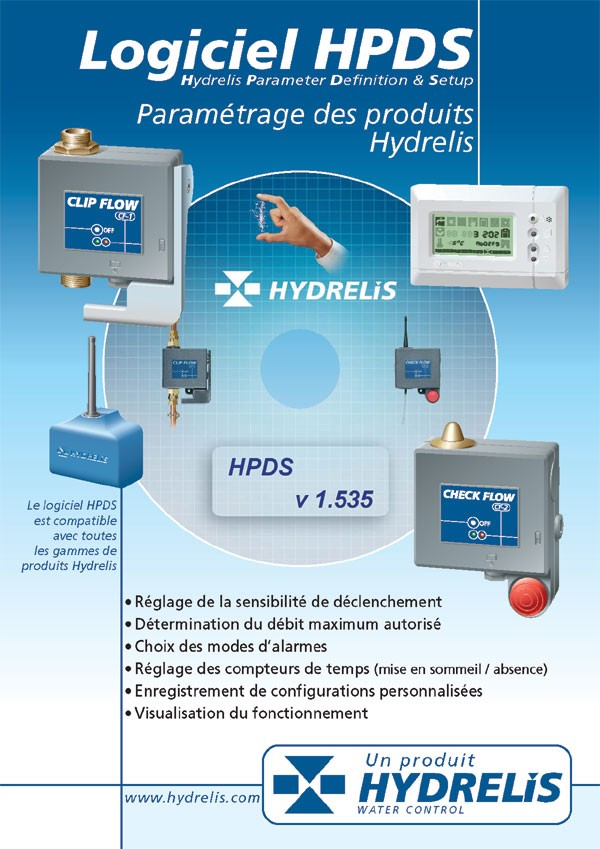 Logiciel HPDS
Hydrelis Parameter Definition & Setup
Paramétrage des produits
Hydrelis
CLIP FLOW
CF-1
OFF
HYDRELIS
CLIP FLOW
CHECK FLOW
HYDRELIS
HPDS
v 1.535
CHECK FLOW
CF-2
OFF
Le logiciel HPDS
est compatible
avec toutes
les gammes de
produits Hydrelis
• Réglage de la sensibilité de déclenchement
• Détermination du débit maximum autorisé
• Choix des modes d'alarmes
• Réglage des compteurs de temps (mise en sommeil / absence)
• Enregistrement de configurations personnalisées
• Visualisation du fonctionnement
Un produit
HYDRELIS
WATER CONTROL
www.hydrelis.com